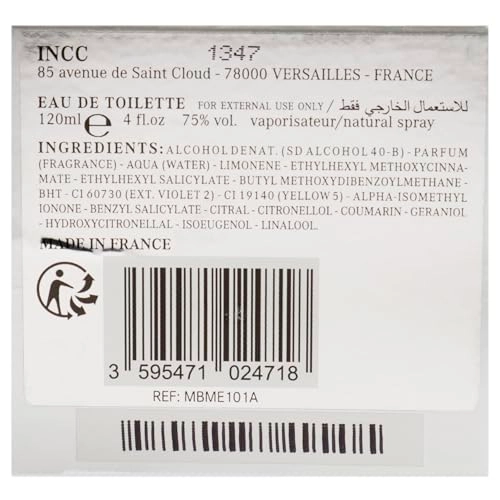 INCC 1347
85 avenue de Saint Cloud - 78000 VERSAILLES - FRANCE
EAU DE TOILETTE FOR EXTERNAL USE ONLY / للاستعمال الخارجي فقط
120ml e 4 fl.oz 75% vol. vaporisateur/natural spray
INGREDIENTS: ALCOHOL DENAT. (SD ALCOHOL 40-B) - PARFUM
(FRAGRANCE) - AQUA (WATER) - LIMONENE - ETHYLHEXYL METHOXYCINNA-
MATE - ETHYLHEXYL SALICYLATE - BUTYL METHOXYDIBENZOYLMETHANE -
BHT - CI 60730 (EXT. VIOLET 2) - CI 19140 (YELLOW 5) - ALPHA-ISOMETHYL
IONONE - BENZYL SALICYLATE - CITRAL - CITRONELLOL - COUMARIN - GERANIOL
- HYDROXYCITRONELLAL - ISOEUGENOL - LINALOOL.
MADE IN FRANCE
3 595471 024718
REF: MBME101A